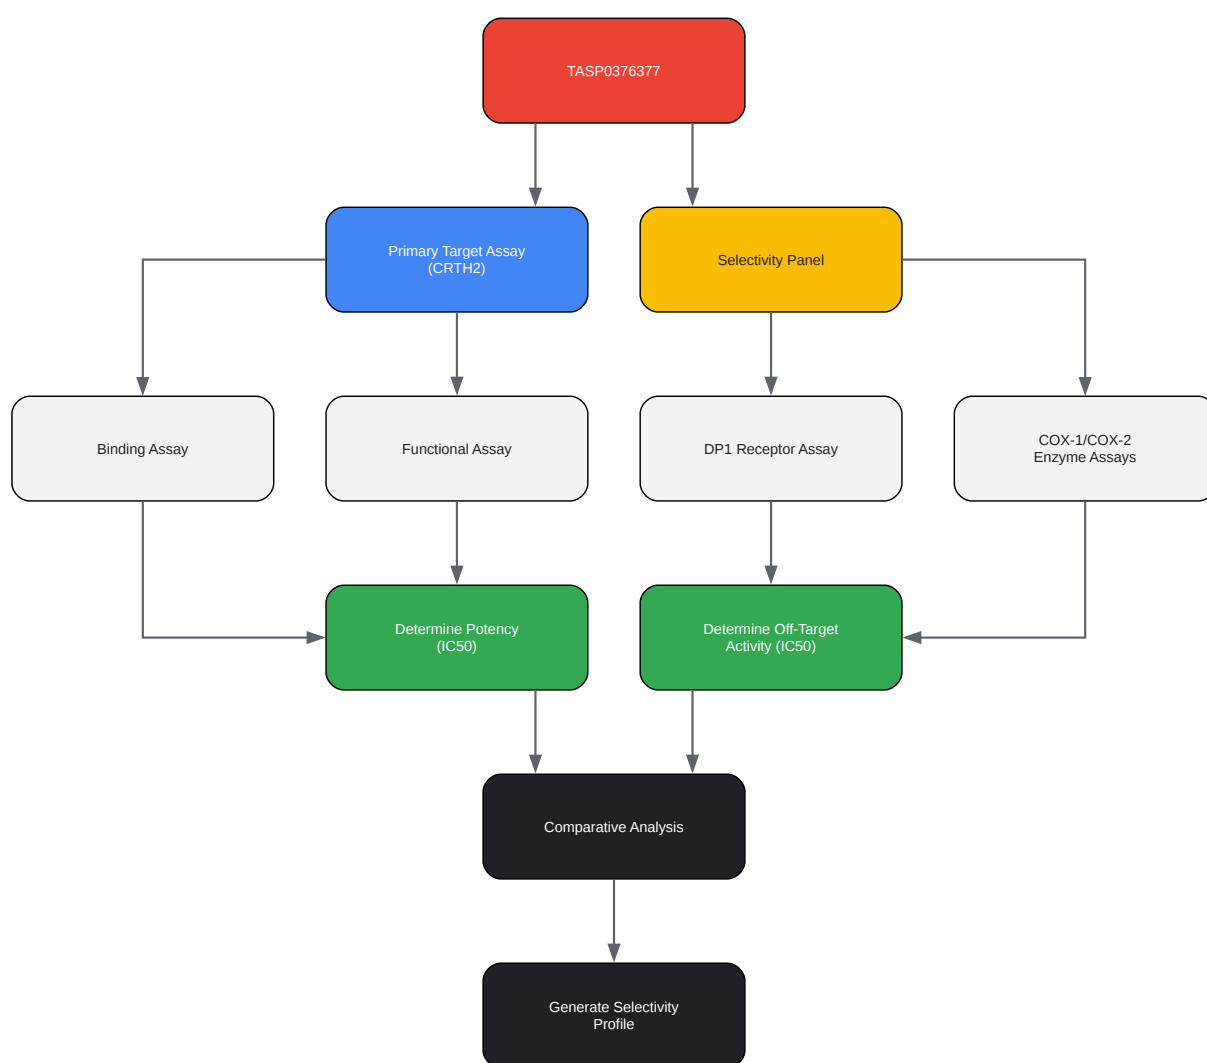 TASP0376377
Primary Target Assay
(CRTH2)
Selectivity Panel
Binding Assay
Functional Assay
DP1 Receptor Assay
COX-1/COX-2
Enzyme Assays
Determine Potency
(IC50)
Determine Off-Target
Activity (IC50)
Comparative Analysis
Generate Selectivity
Profile